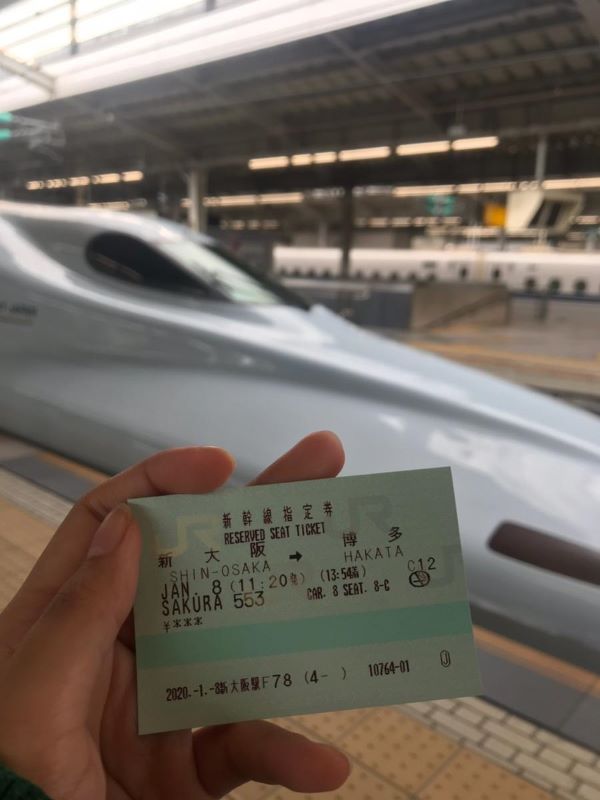 新幹線指定券
RESERVED SEAT TICKET
新大阪 → 博多
SHIN-OSAKA HAKATA
JAN. 8 (11:20発) (13:54着) C12
SAKURA 553 CAR. 8 SEAT. 8-C
¥***
2020.-1.-8新大阪駅F78 (4- ) 10764-01